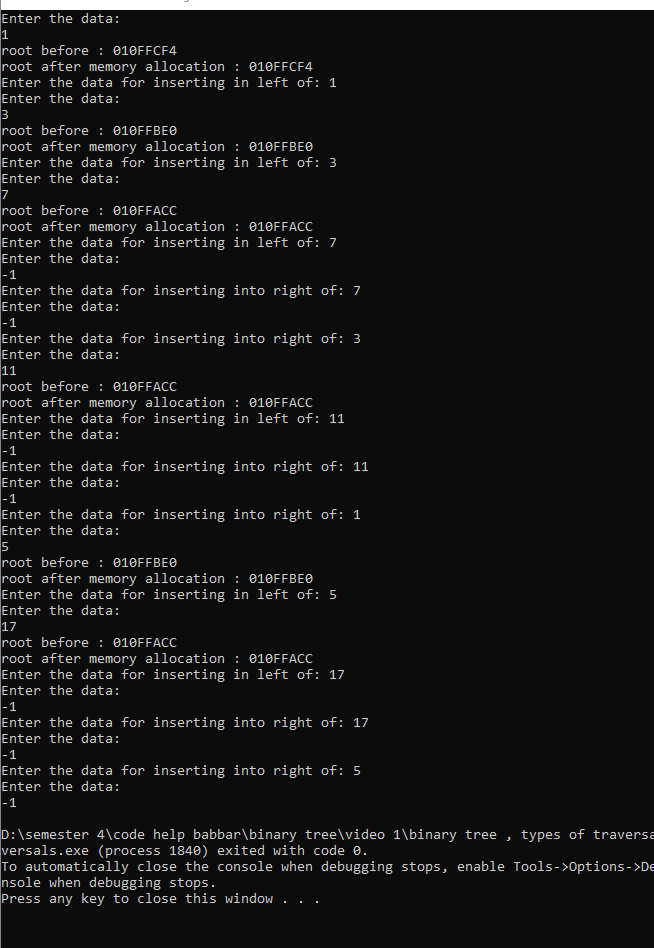 Enter the data:
1
root before : 010FFCF4
root after memory allocation : 010FFCF4
Enter the data for inserting in left of: 1
Enter the data:
3
root before : 010FFBE0
root after memory allocation : 010FFBE0
Enter the data for inserting in left of: 3
Enter the data:
7
root before : 010FFACC
root after memory allocation : 010FFACC
Enter the data for inserting in left of: 7
Enter the data:
-1
Enter the data for inserting into right of: 7
Enter the data:
-1
Enter the data for inserting into right of: 3
Enter the data:
11
root before : 010FFACC
root after memory allocation : 010FFACC
Enter the data for inserting in left of: 11
Enter the data:
-1
Enter the data for inserting into right of: 11
Enter the data:
-1
Enter the data for inserting into right of: 1
Enter the data:
5
root before : 010FFBE0
root after memory allocation : 010FFBE0
Enter the data for inserting in left of: 5
Enter the data:
17
root before : 010FFACC
root after memory allocation : 010FFACC
Enter the data for inserting in left of: 17
Enter the data:
-1
Enter the data for inserting into right of: 17
Enter the data:
-1
Enter the data for inserting into right of: 5
Enter the data:
-1
D:\semester 4\code help babbar\binary tree\video 1\binary tree , types of traversa
versals.exe (process 1840) exited with code 0.
To automatically close the console when debugging stops, enable Tools->Options->De
nsole when debugging stops.
Press any key to close this window . . .